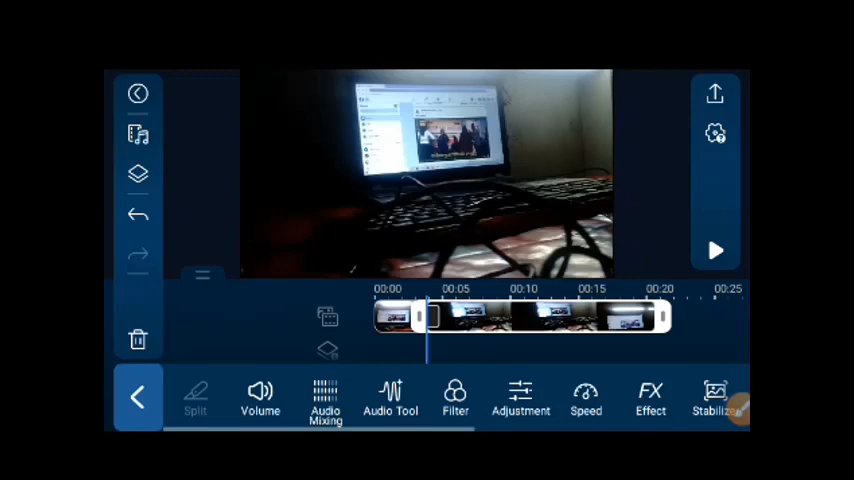 00:00 00:05 00:10 00:15 00:20 00:25
Split Volume Audio Mixing Audio Tool Filter Adjustment Speed FX Effect